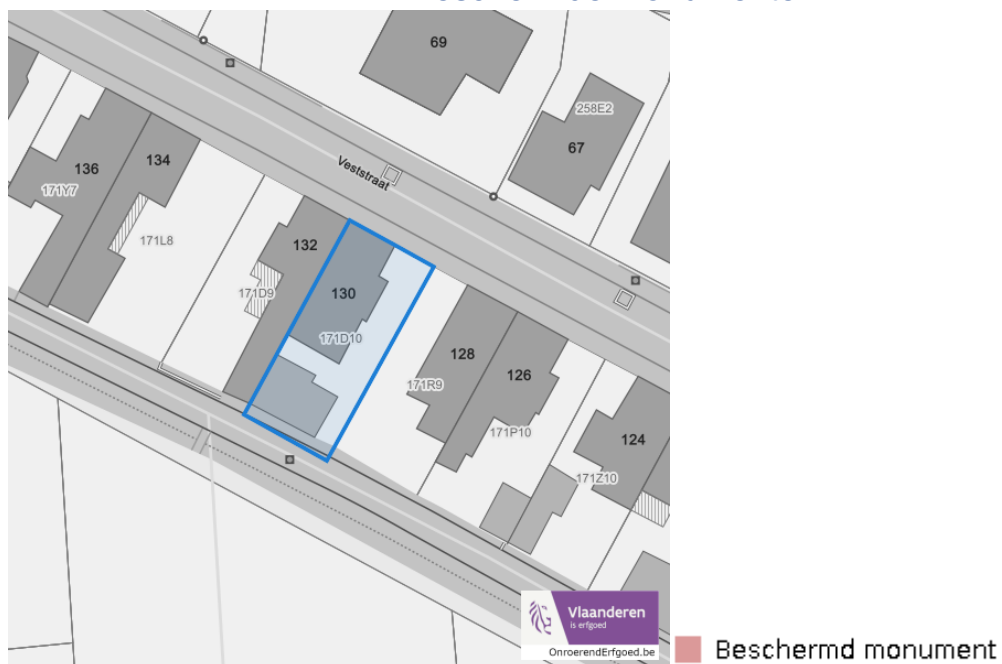 69
258E2
67
136
134
Veststraat
171Y7
171L8
132
171D9
130
171D10
128
126
171R9
171P10
124
171Z10
Vlaanderen
is erfgoed
OnroerendErfgoed.be
Beschermd monument